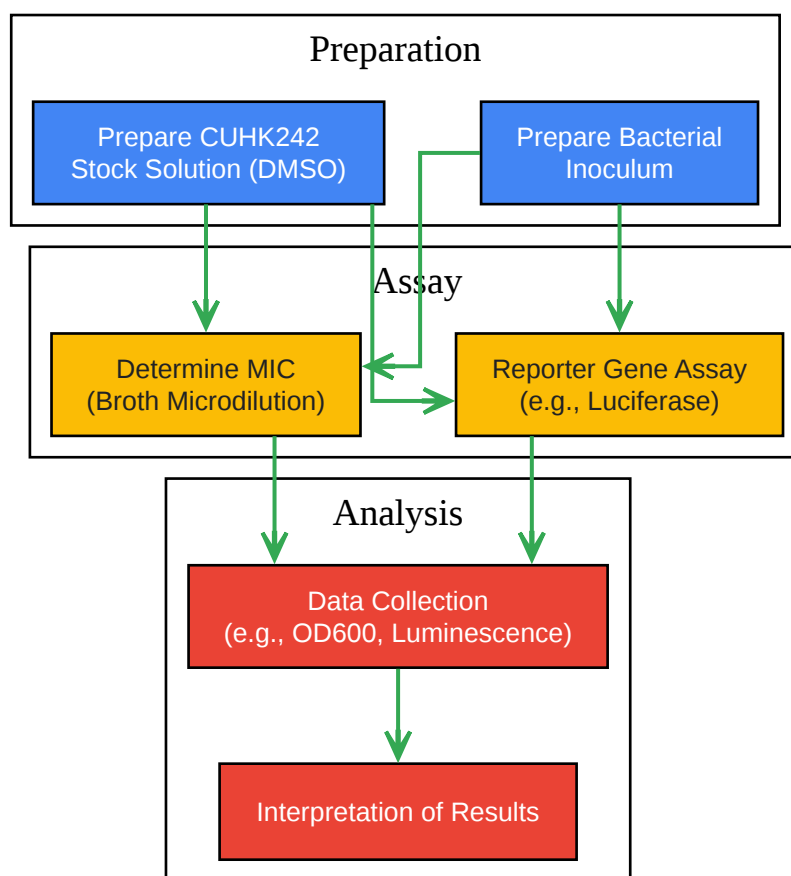 Preparation
Prepare CUHK242
Stock Solution (DMSO)
Prepare Bacterial
Inoculum
Assay
Determine MIC
(Broth Microdilution)
Reporter Gene Assay
(e.g., Luciferase)
Analysis
Data Collection
(e.g., OD600, Luminescence)
Interpretation of Results